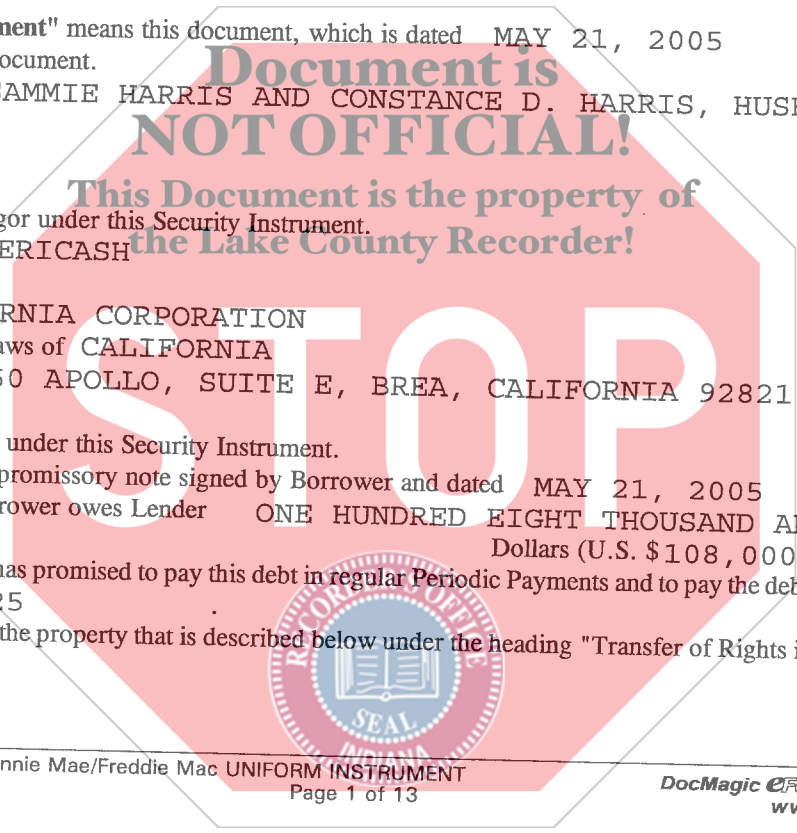 ment" means this document, which is dated MAY 21, 2005
ocument.
Document is
AMMIE HARRIS AND CONSTANCE D. HARRIS, HUSB
NOT OFFICIAL!
This Document is the property of
gor under this Security Instrument.
the Lake County Recorder!
ERICASH
RNIA CORPORATION
aws of CALIFORNIA
50 APOLLO, SUITE E, BREA, CALIFORNIA 92821
STOP
under this Security Instrument.
promissory note signed by Borrower and dated MAY 21, 2005
rower owes Lender ONE HUNDRED EIGHT THOUSAND A
Dollars (U.S. $108,000
has promised to pay this debt in regular Periodic Payments and to pay the deb
25
the property that is described below under the heading "Transfer of Rights i
RECORDER'S OFFICE
SEAL
INDIANA
nnie Mae/Freddie Mac UNIFORM INSTRUMENT
Page 1 of 13
DocMagic eF
ww